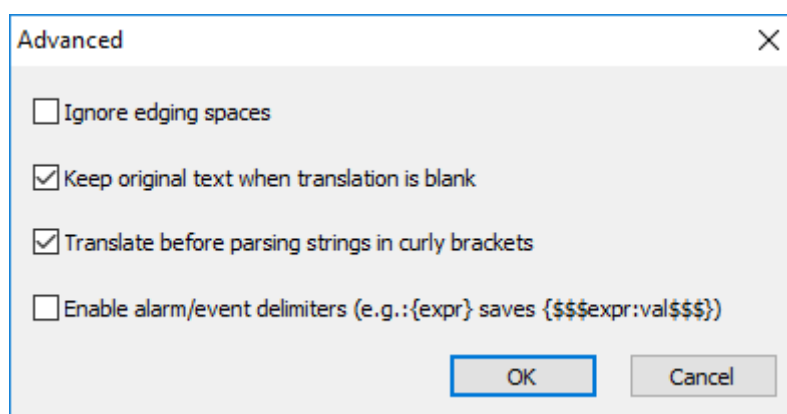 Advanced
Ignore edging spaces
Keep original text when translation is blank
Translate before parsing strings in curly brackets
Enable alarm/event delimiters (e.g.:{expr} saves {$$$expr:val$$$})
OK Cancel